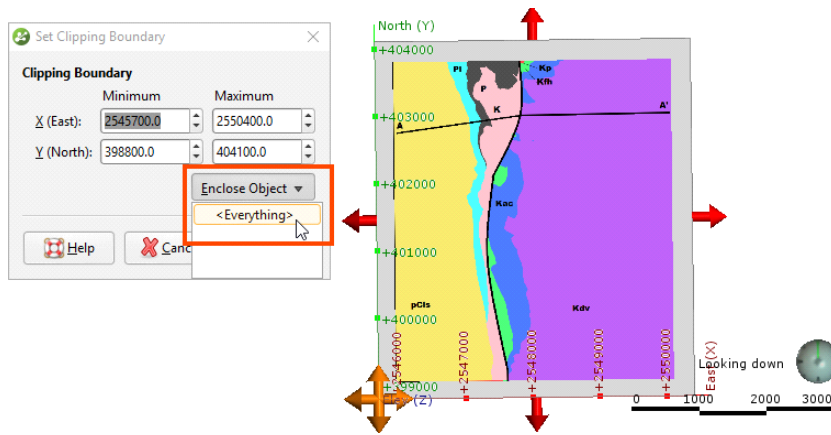 Set Clipping Boundary
Clipping Boundary
Minimum Maximum
X (East): 2545700.0 2550400.0
Y (North): 398800.0 404100.0
Enclose Object
<Everything>
Help
Canc
North (Y)
+404000
+403000
+402000
+401000
+400000
+399000
Pl
P
K
Kp
Kfh
A
A'
Kac
pCls
Kdv
+2546000
+2547000
+2548000
+2549000
+2550000
East (X)
(Z)
Looking down
0 1000 2000 3000